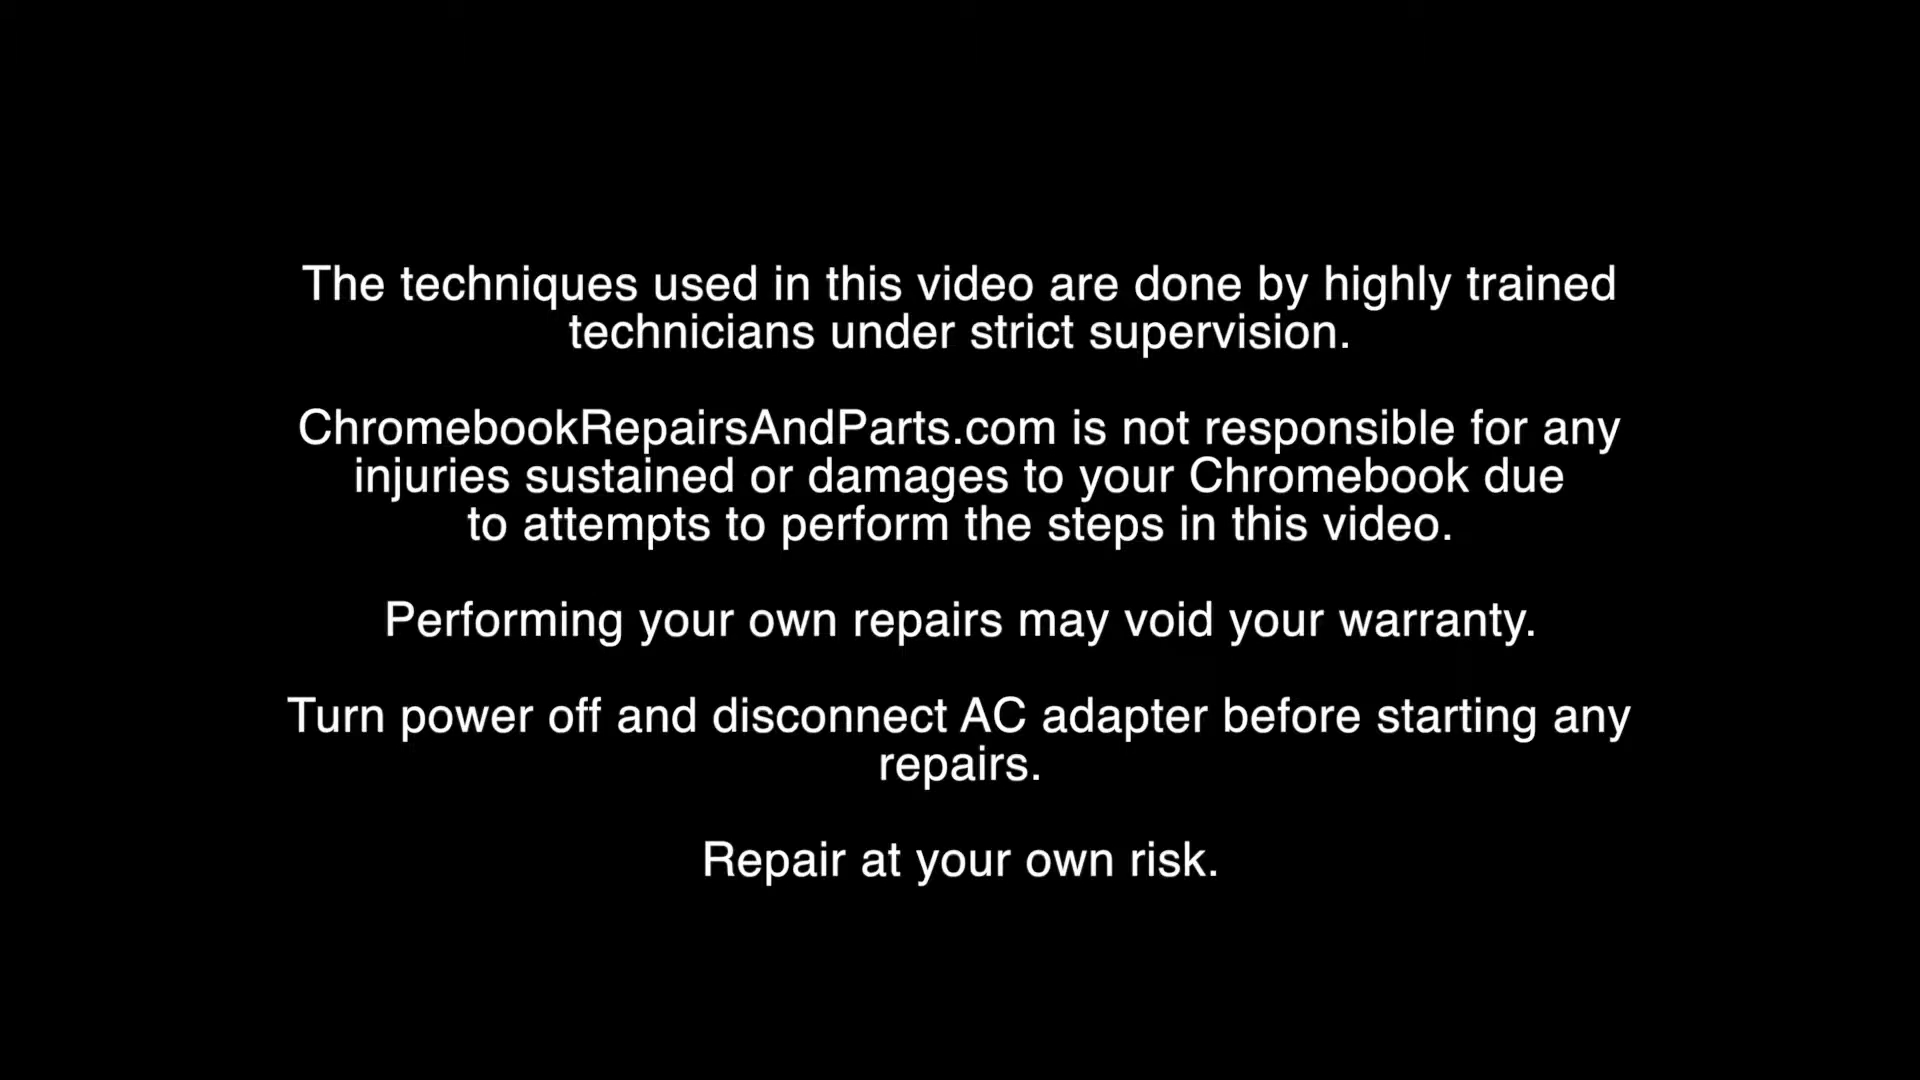 The techniques used in this video are done by highly trained
technicians under strict supervision.
ChromebookRepairsAndParts.com is not responsible for any
injuries sustained or damages to your Chromebook due
to attempts to perform the steps in this video.
Performing your own repairs may void your warranty.
Turn power off and disconnect AC adapter before starting any
repairs.
Repair at your own risk.